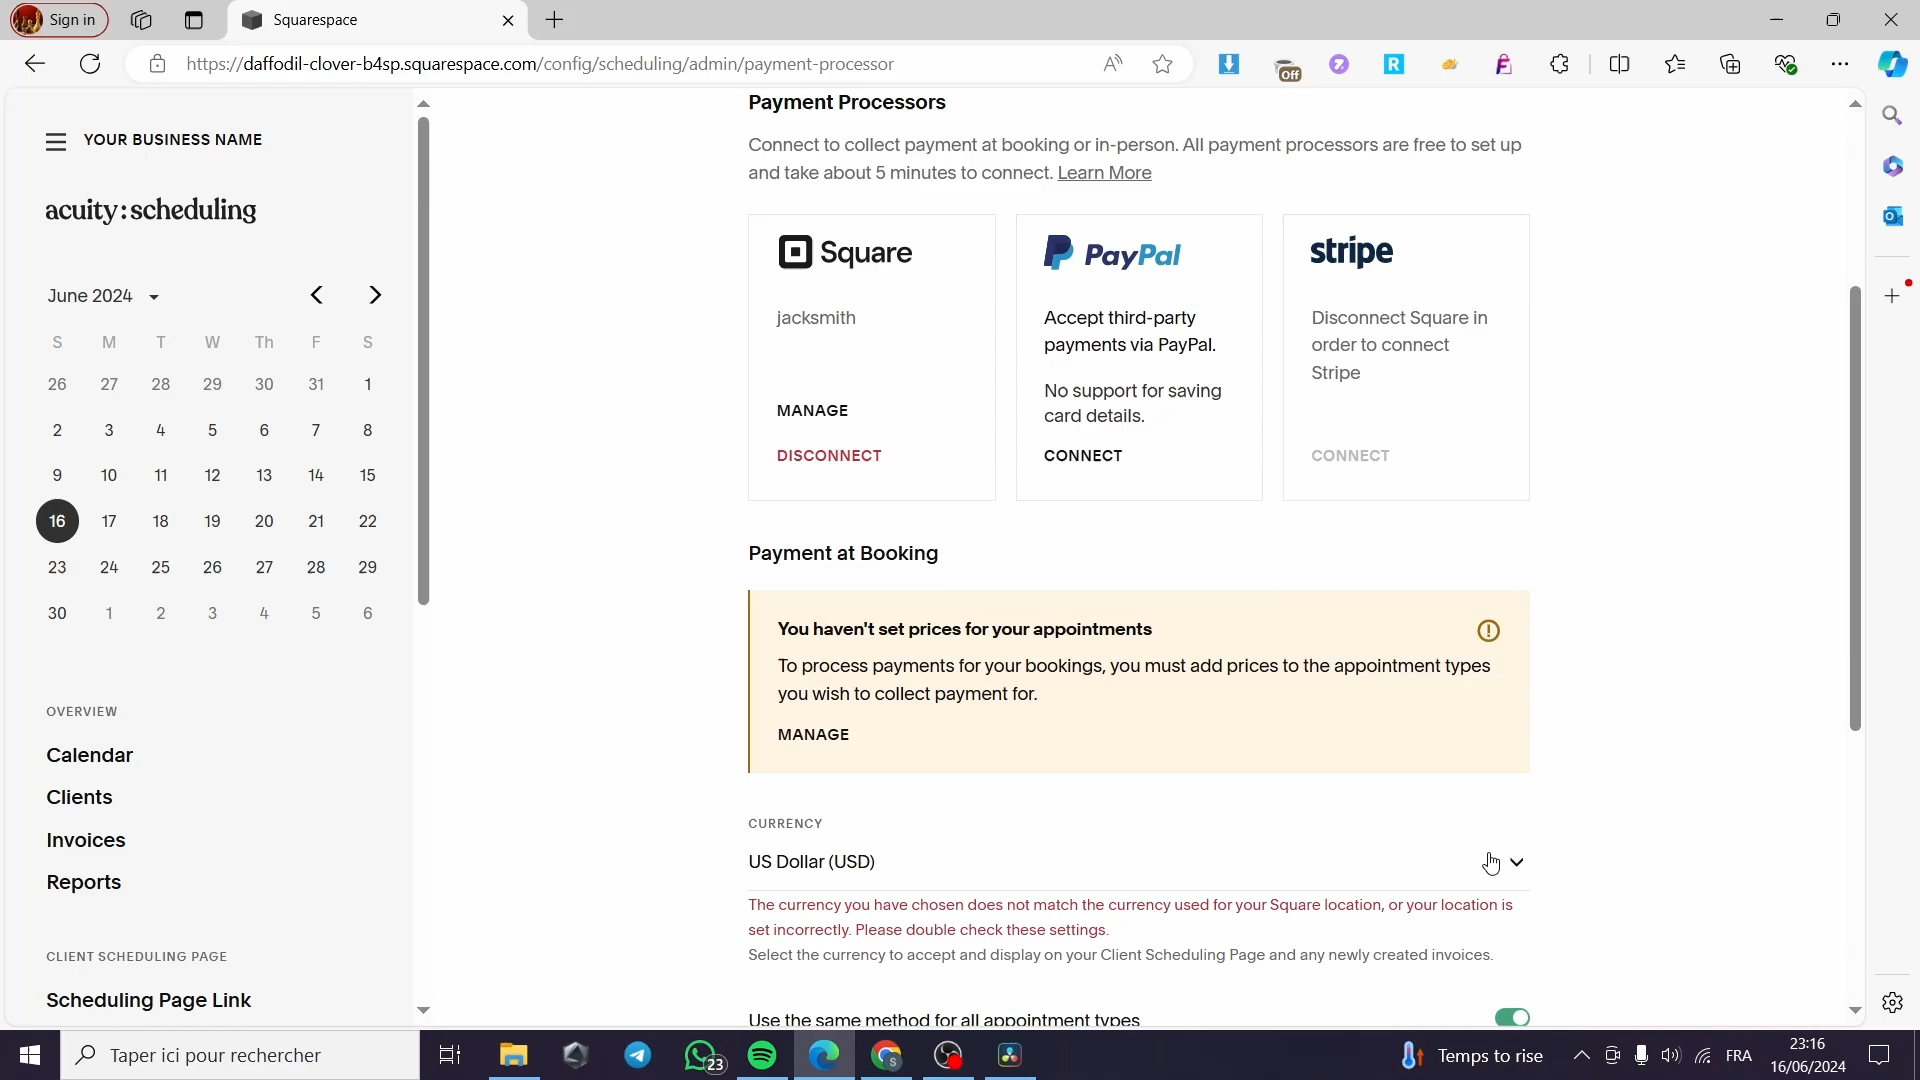 Sign in
Squarespace
https://daffodil-clover-b4sp.squarespace.com/config/scheduling/admin/payment-processor
Off
YOUR BUSINESS NAME
acuity:scheduling
June 2024
S M T W Th F S
26 27 28 29 30 31 1
2 3 4 5 6 7 8
9 10 11 12 13 14 15
16 17 18 19 20 21 22
23 24 25 26 27 28 29
30 1 2 3 4 5 6
OVERVIEW
Calendar
Clients
Invoices
Reports
CLIENT SCHEDULING PAGE
Scheduling Page Link
Payment Processors
Connect to collect payment at booking or in-person. All payment processors are free to set up
and take about 5 minutes to connect. Learn More
Square
jacksmith
MANAGE
DISCONNECT
PayPal
Accept third-party
payments via PayPal.
No support for saving
card details.
CONNECT
stripe
Disconnect Square in
order to connect
Stripe
CONNECT
Payment at Booking
You haven't set prices for your appointments
To process payments for your bookings, you must add prices to the appointment types
you wish to collect payment for.
MANAGE
CURRENCY
US Dollar (USD)
The currency you have chosen does not match the currency used for your Square location, or your location is
set incorrectly. Please double check these settings.
Select the currency to accept and display on your Client Scheduling Page and any newly created invoices.
Use the same method for all appointment types
Taper ici pour rechercher
23
Temps to rise
FRA
23:16
16/06/2024